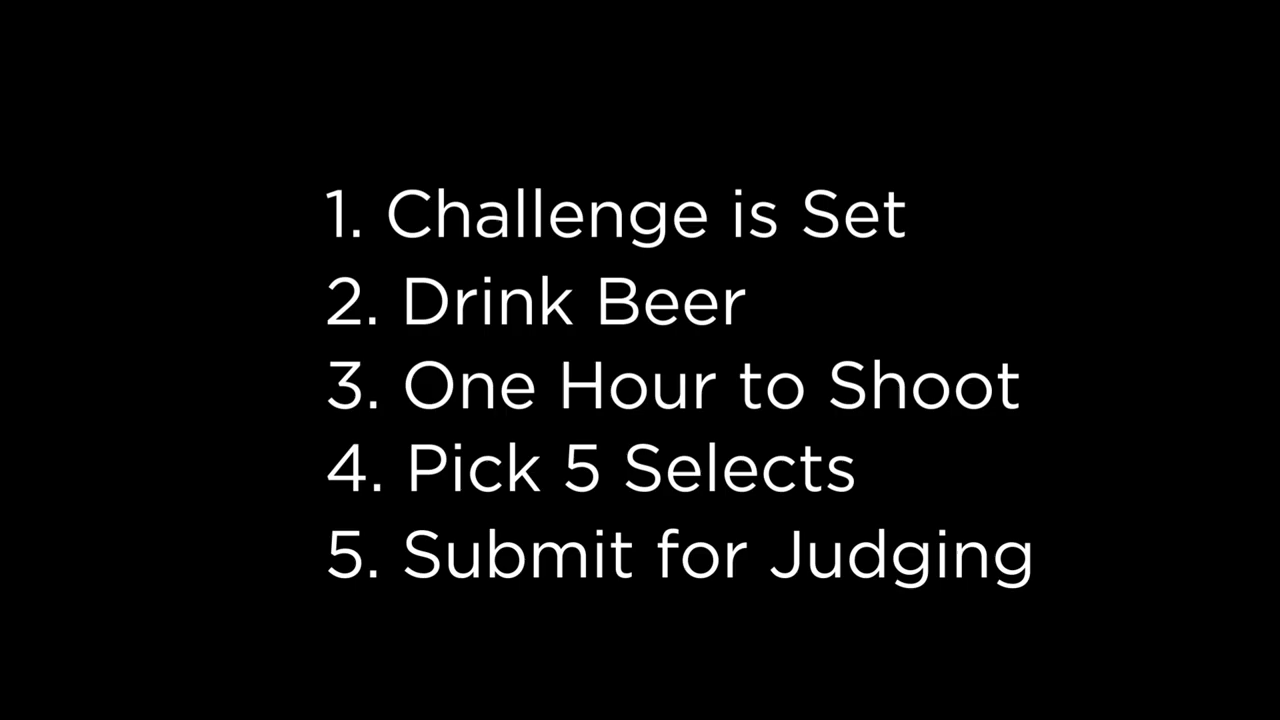 1. Challenge is Set
2. Drink Beer
3. One Hour to Shoot
4. Pick 5 Selects
5. Submit for Judging